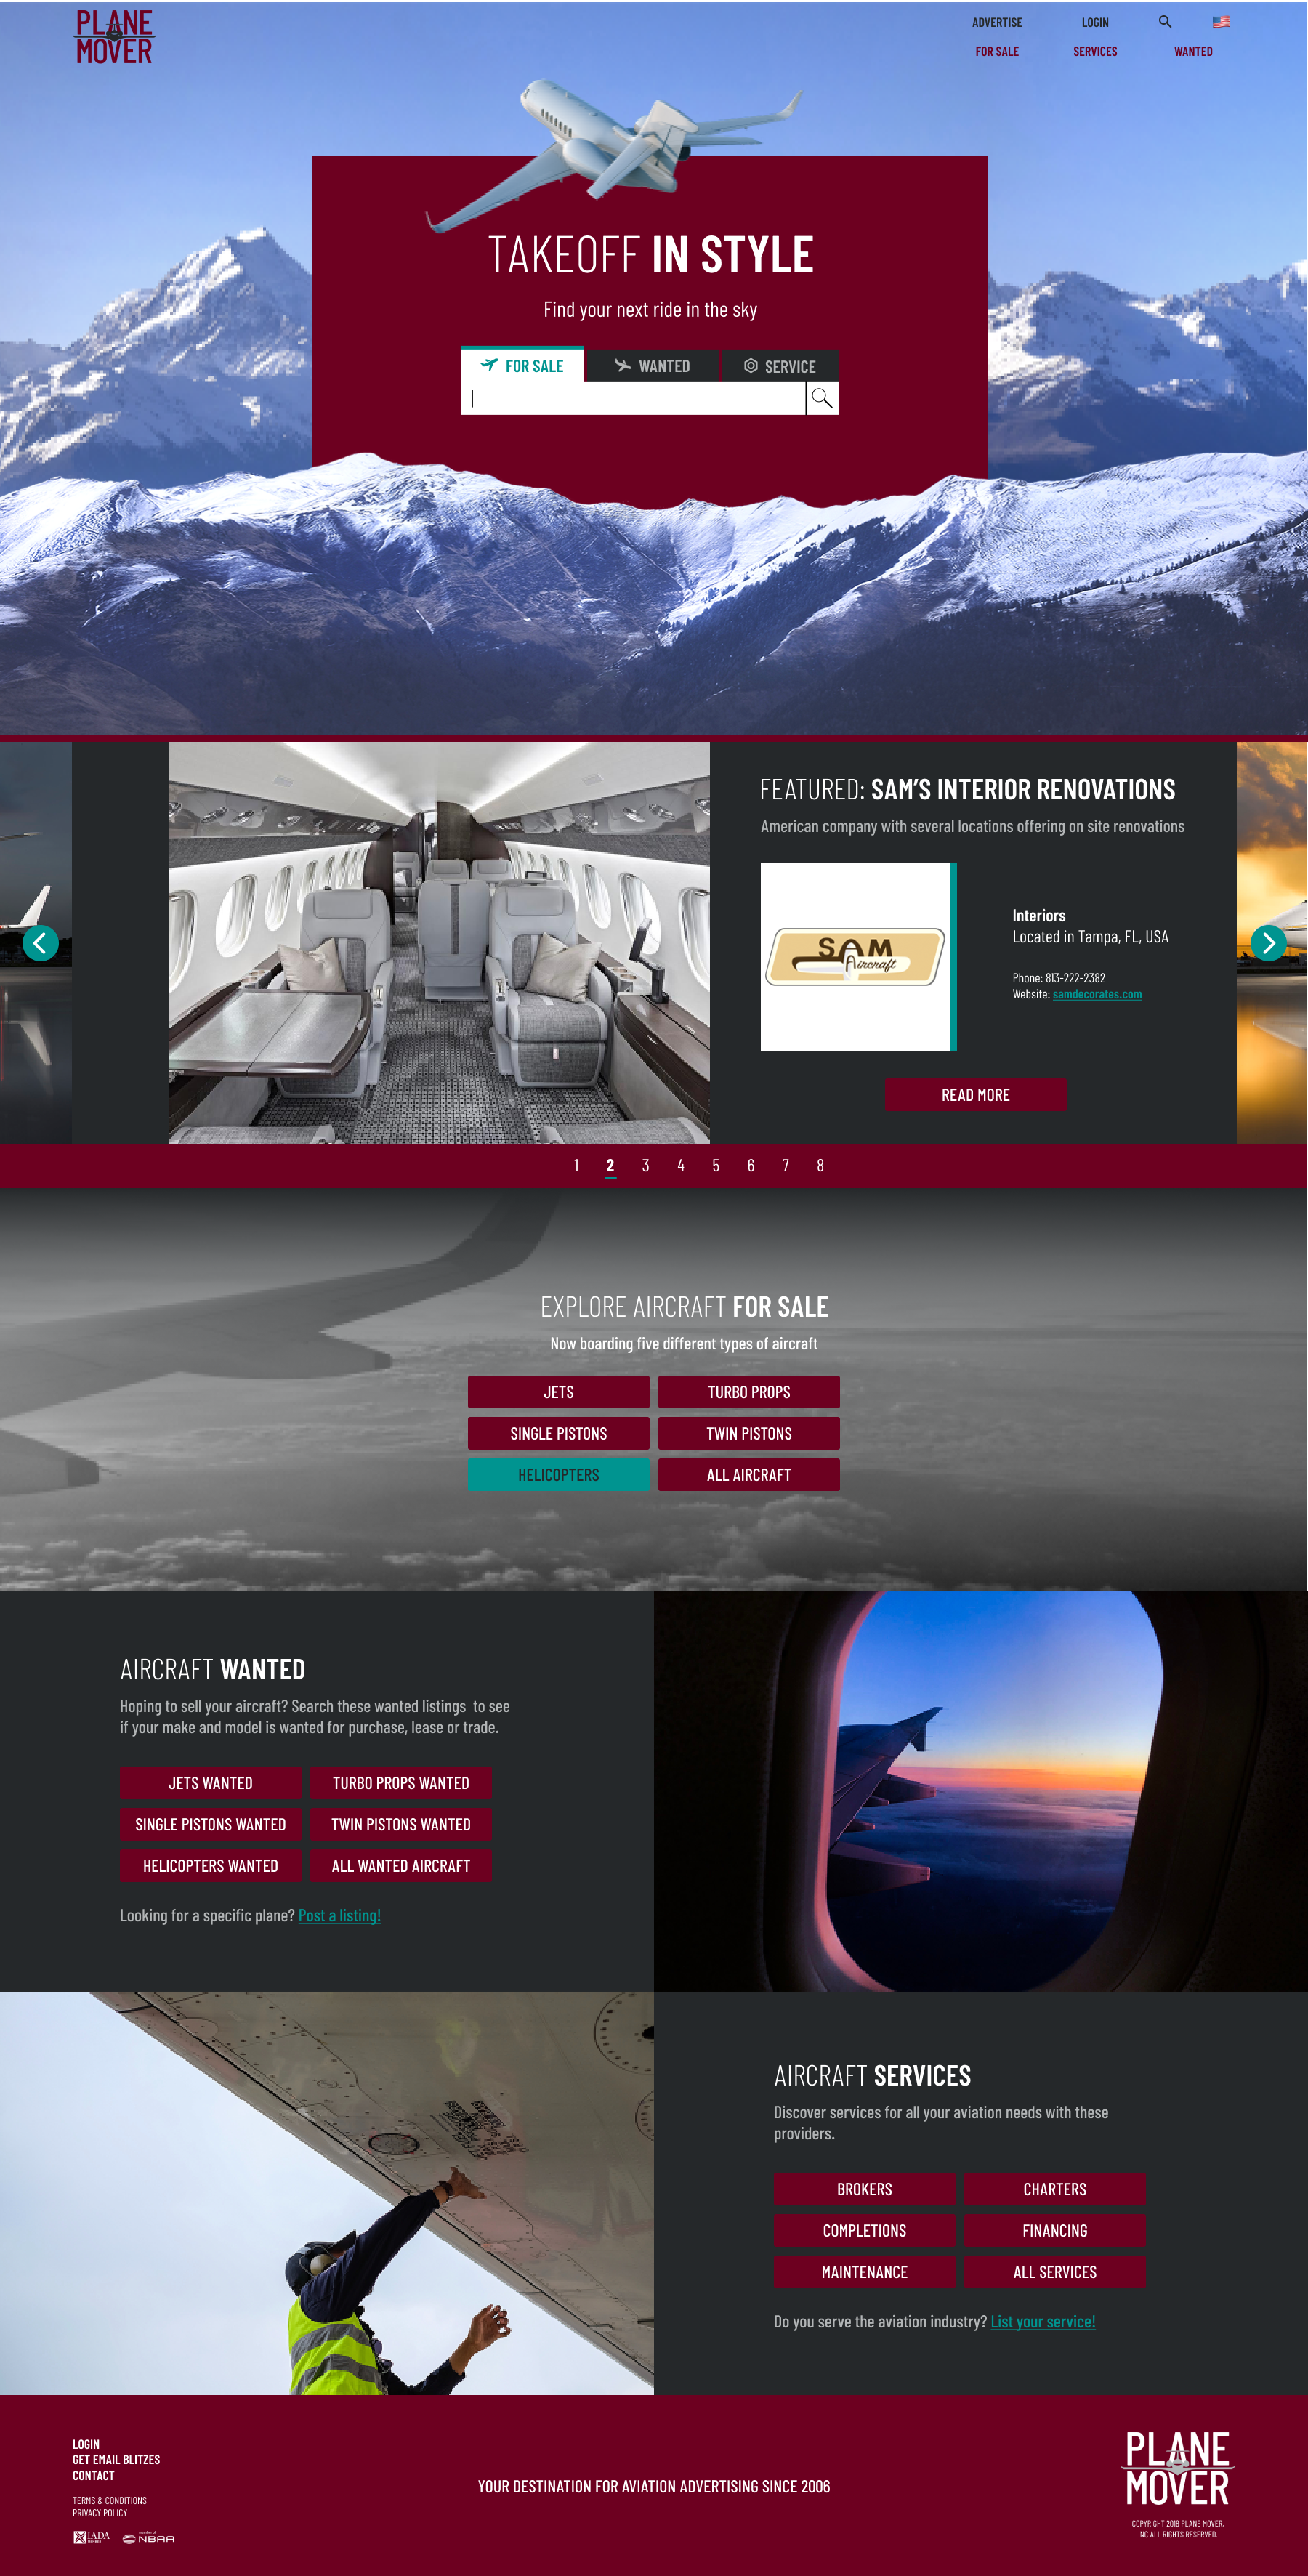 PLANE
MOVER
ADVERTISE
LOGIN
FOR SALE
SERVICES
WANTED
TAKEOFF IN STYLE
Find your next ride in the sky
FOR SALE
WANTED
SERVICE
FEATURED: SAM'S INTERIOR RENOVATIONS
American company with several locations offering on site renovations
SAM
Aircraft
Interiors
Located in Tampa, FL, USA
Phone: 813-222-2382
Website: samdecorates.com
READ MORE
1 2 3 4 5 6 7 8
EXPLORE AIRCRAFT FOR SALE
Now boarding five different types of aircraft
JETS
TURBO PROPS
SINGLE PISTONS
TWIN PISTONS
HELICOPTERS
ALL AIRCRAFT
AIRCRAFT WANTED
Hoping to sell your aircraft? Search these wanted listings to see
if your make and model is wanted for purchase, lease or trade.
JETS WANTED
TURBO PROPS WANTED
SINGLE PISTONS WANTED
TWIN PISTONS WANTED
HELICOPTERS WANTED
ALL WANTED AIRCRAFT
Looking for a specific plane? Post a listing!
AIRCRAFT SERVICES
Discover services for all your aviation needs with these
providers.
BROKERS
CHARTERS
COMPLETIONS
FINANCING
MAINTENANCE
ALL SERVICES
Do you serve the aviation industry? List your service!
LOGIN
GET EMAIL BLITZES
CONTACT
TERMS & CONDITIONS
PRIVACY POLICY
IADA
NBAA
YOUR DESTINATION FOR AVIATION ADVERTISING SINCE 2006
PLANE
MOVER
COPYRIGHT 2018 PLANE MOVER,
INC ALL RIGHTS RESERVED.